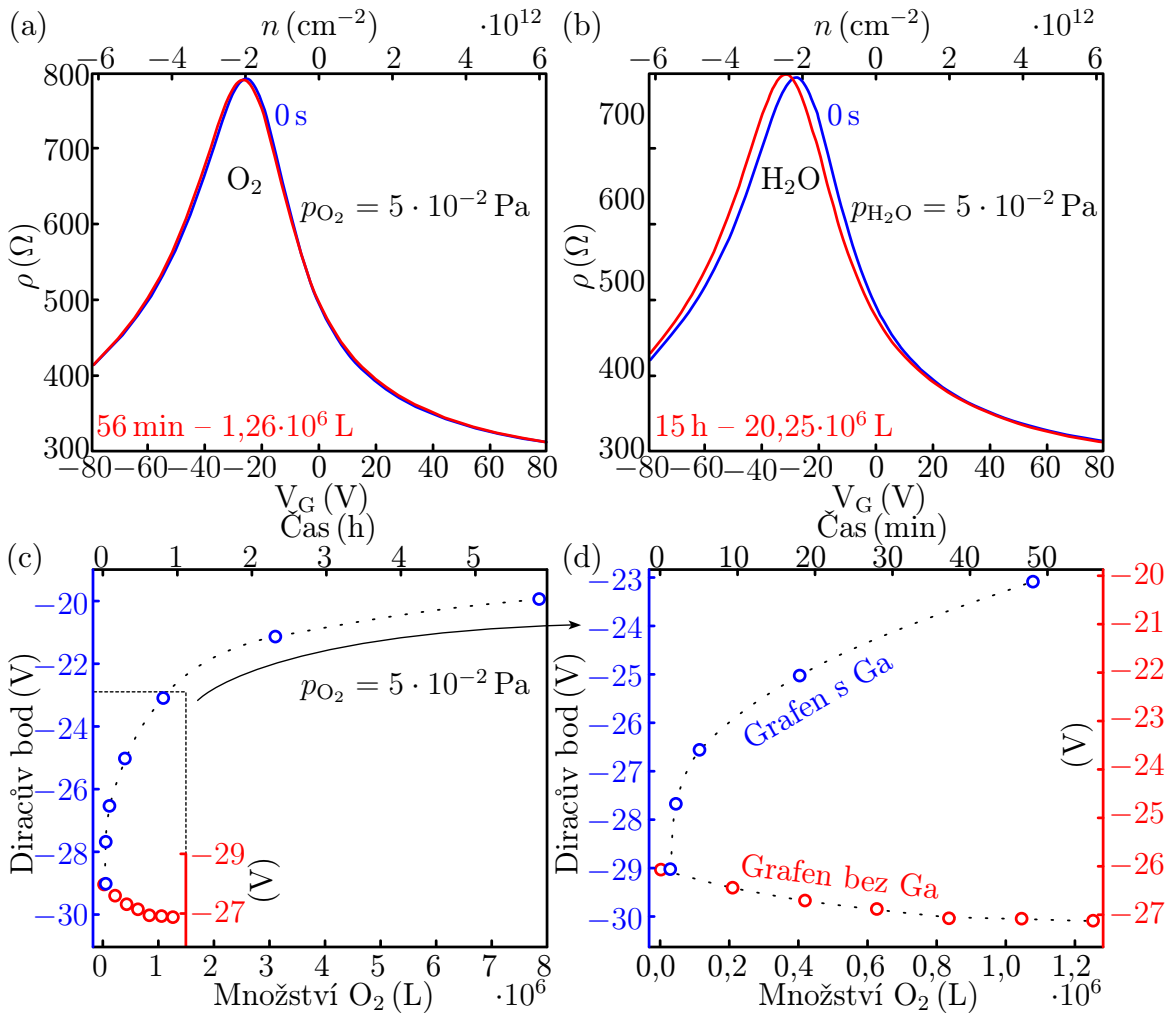 (a)
n (cm⁻²)
·10¹²
−6 −4 −2 0 2 4 6
800
700
600
500
400
300
ρ (Ω)
0 s
O₂
p_O₂ = 5 · 10⁻² Pa
56 min – 1,26·10⁶ L
−80 −60 −40 −20 0 20 40 60 80
V_G (V)
(b)
n (cm⁻²)
·10¹²
−6 −4 −2 0 2 4 6
700
600
500
400
300
ρ (Ω)
0 s
H₂O
p_H₂O = 5 · 10⁻² Pa
15 h – 20,25·10⁶ L
−80 −60 −40 −20 0 20 40 60 80
V_G (V)
(c)
Čas (h)
0 1 2 3 4 5
−20
−22
−24
−26
−28
−30
Diracův bod (V)
p_O₂ = 5 · 10⁻² Pa
−29
−27
(V)
0 1 2 3 4 5 6 7 8
Množství O₂ (L)
·10⁶
(d)
Čas (min)
0 10 20 30 40 50
−23
−24
−25
−26
−27
−28
−29
−30
Diracův bod (V)
Grafen s Ga
Grafen bez Ga
−20
−21
−22
−23
−24
−25
−26
−27
(V)
0,0 0,2 0,4 0,6 0,8 1,0 1,2
Množství O₂ (L)
·10⁶